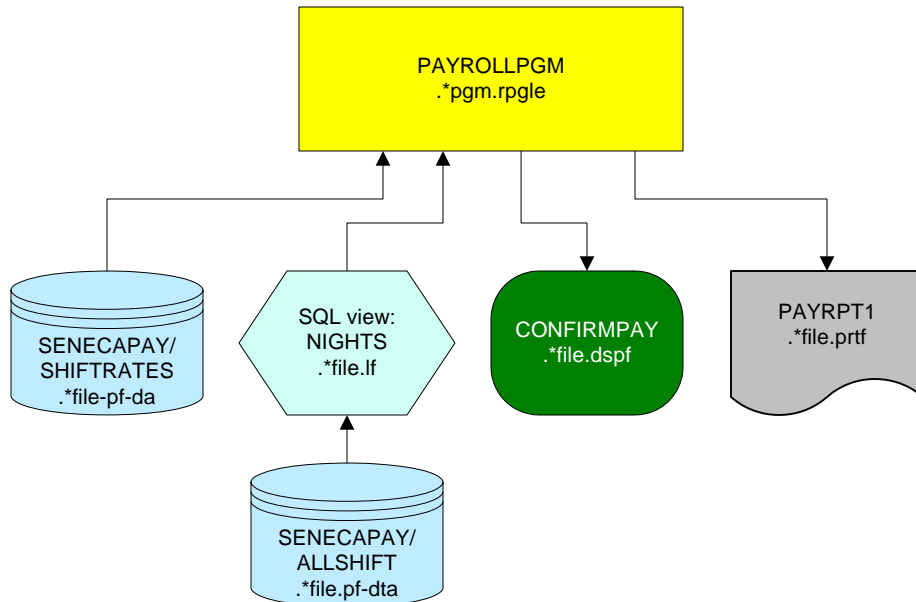 PAYROLLPGM
.*pgm.rpgle
SENECAPAY/
SHIFTRATES
.*file-pf-da
SQL view:
NIGHTS
.*file.lf
CONFIRMPAY
.*file.dspf
PAYRPT1
.*file.prtf
SENECAPAY/
ALLSHIFT
.*file.pf-dta